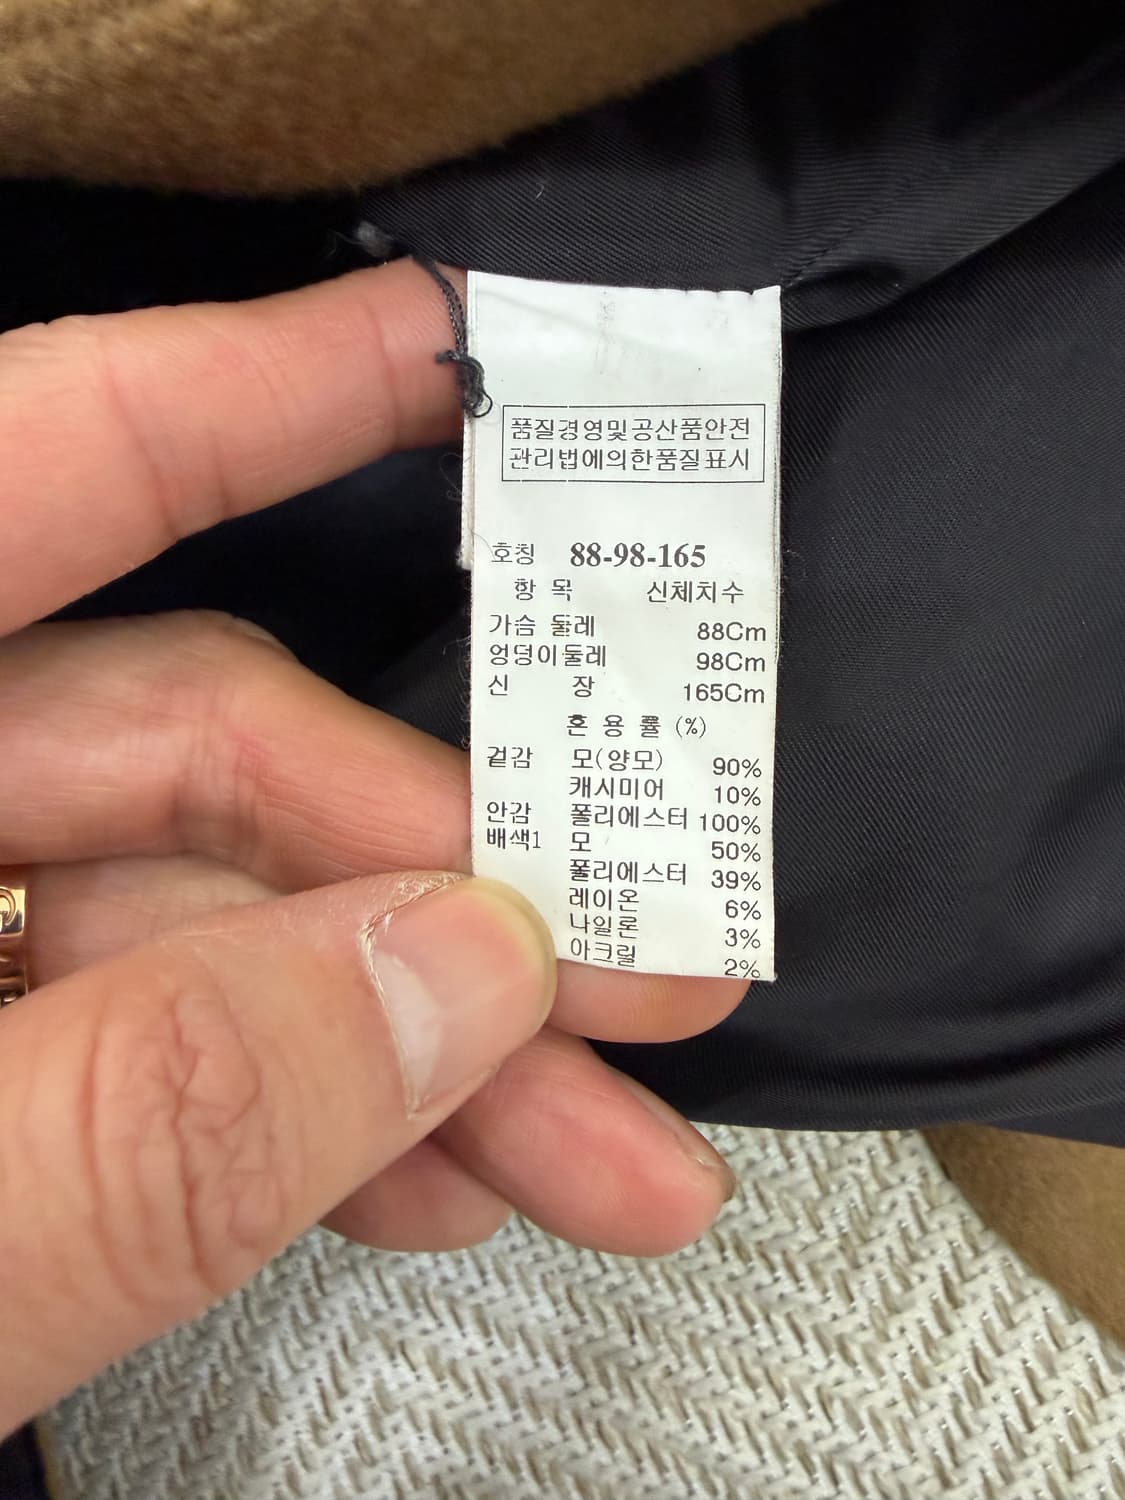 품질경영및공산품안전
관리법에의한품질표시
호칭 88-98-165
항 목 신체치수
가슴 둘레 88Cm
엉덩이둘레 98Cm
신 장 165Cm
혼 용 률 (%)
겉감 모(양모) 90%
캐시미어 10%
안감 폴리에스터 100%
배색1 모 50%
폴리에스터 39%
레이온 6%
나일론 3%
아크릴 2%